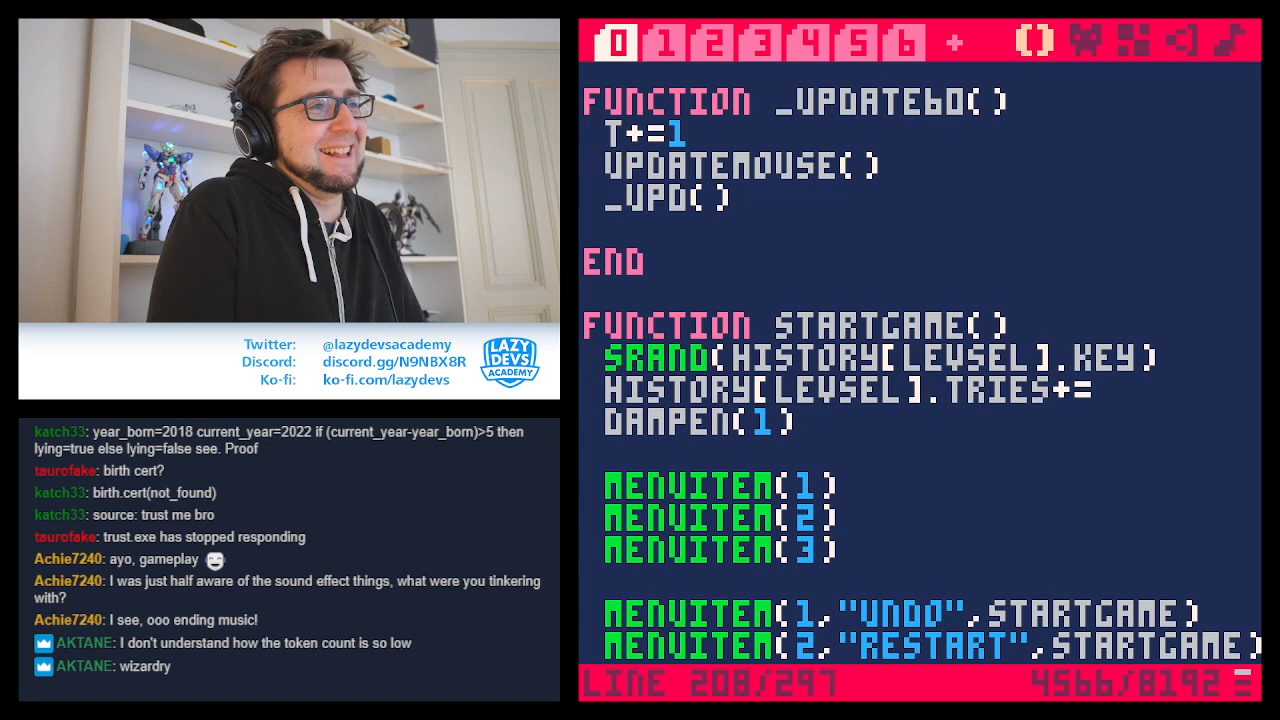 Twitter: @lazydevsacademy
Discord: discord.gg/N9NBX8R
Ko-fi: ko-fi.com/lazydevs
LAZY
DEVS
ACADEMY
katch33: year_born=2018 current_year=2022 if (current_year-year_born)>5 then
lying=true else lying=false see. Proof
taurofake: birth cert?
katch33: birth.cert(not_found)
katch33: source: trust me bro
taurofake: trust.exe has stopped responding
Achie7240: ayo, gameplay
Achie7240: I was just half aware of the sound effect things, what were you tinkering
with?
Achie7240: I see, ooo ending music!
AKTANE: I don't understand how the token count is so low
AKTANE: wizardry
0 1 2 3 4 5 6 +
FUNCTION _UPDATE60()
T+=1
UPDATEMOUSE()
_UPD()
END
FUNCTION STARTGAME()
SRAND(HISTORY[LEVSEL].KEY)
HISTORY[LEVSEL].TRIES+=
DAMPEN(1)
MENUITEM(1)
MENUITEM(2)
MENUITEM(3)
MENUITEM(1,"UNDO",STARTGAME)
MENUITEM(2,"RESTART",STARTGAME)
LINE 208/297 4566/8192